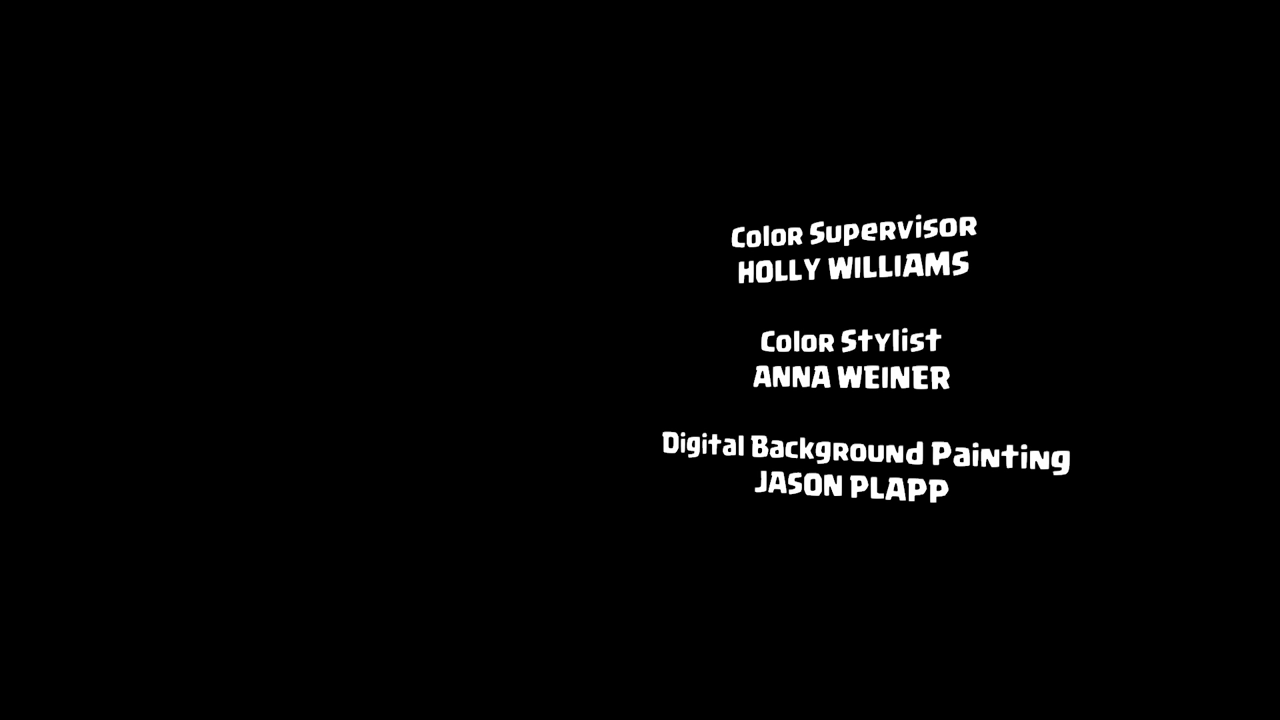 Color Supervisor
HOLLY WILLIAMS
Color Stylist
ANNA WEINER
Digital Background Painting
JASON PLAPP